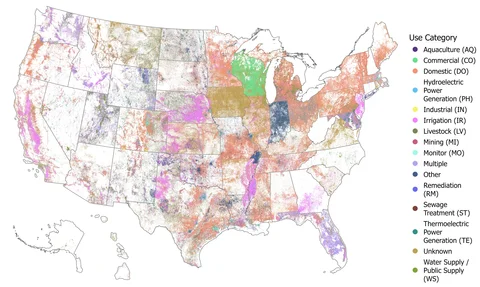 Use Category
Aquaculture (AQ)
Commercial (CO)
Domestic (DO)
Hydroelectric
Power
Generation (PH)
Industrial (IN)
Irrigation (IR)
Livestock (LV)
Mining (MI)
Monitor (MO)
Multiple
Other
Remediation
(RM)
Sewage
Treatment (ST)
Thermoelectric
Power
Generation (TE)
Unknown
Water Supply /
Public Supply
(WS)